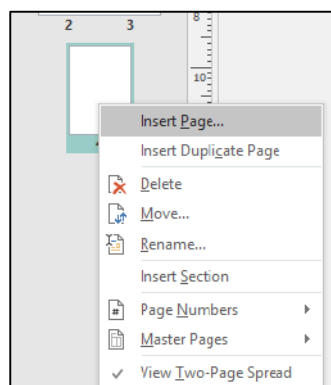 2 3
8
10
Insert Page...
Insert Duplicate Page
Delete
Move...
Rename...
Insert Section
Page Numbers
Master Pages
View Two-Page Spread